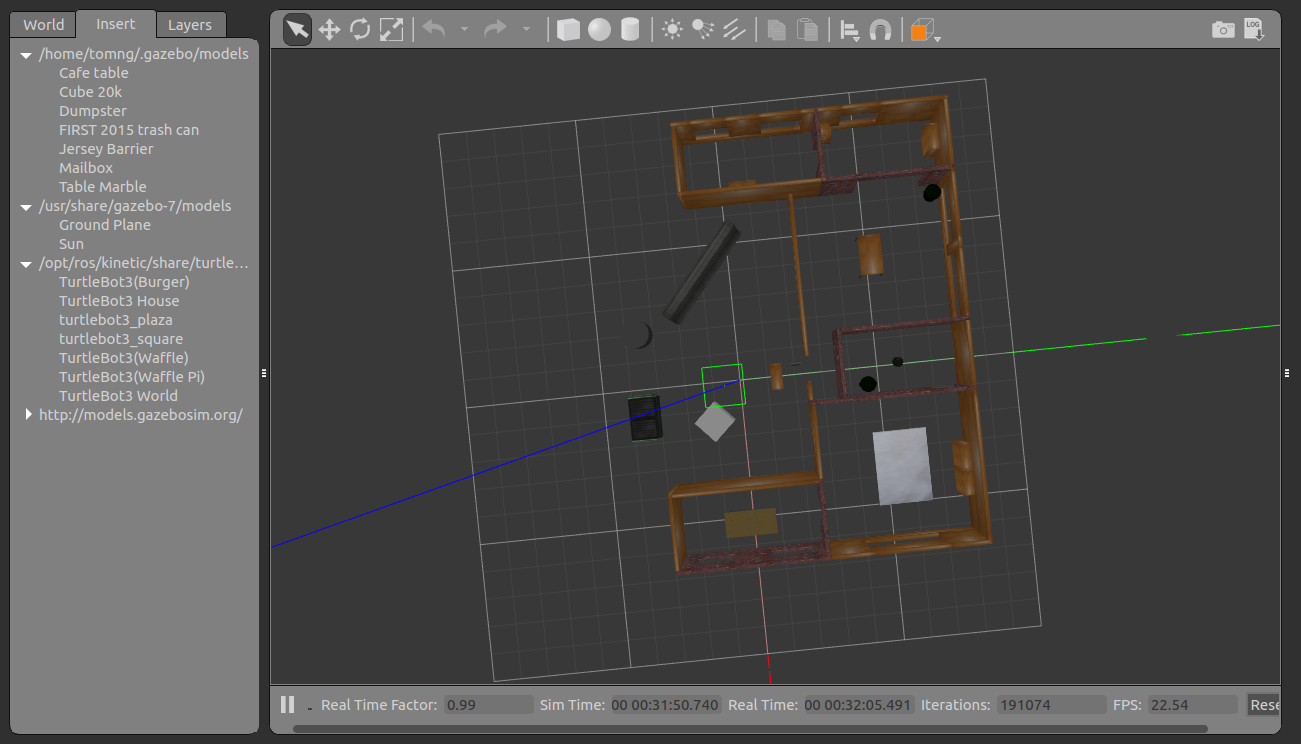 World Insert Layers
/home/tomng/.gazebo/models
Cafe table
Cube 20k
Dumpster
FIRST 2015 trash can
Jersey Barrier
Mailbox
Table Marble
/usr/share/gazebo-7/models
Ground Plane
Sun
/opt/ros/kinetic/share/turtle...
TurtleBot3(Burger)
TurtleBot3 House
turtlebot3_plaza
turtlebot3_square
TurtleBot3(Waffle)
TurtleBot3(Waffle Pi)
TurtleBot3 World
http://models.gazebosim.org/
LOG
Real Time Factor: 0.99 Sim Time: 00 00:31:50.740 Real Time: 00 00:32:05.491 Iterations: 191074 FPS: 22.54 Rese